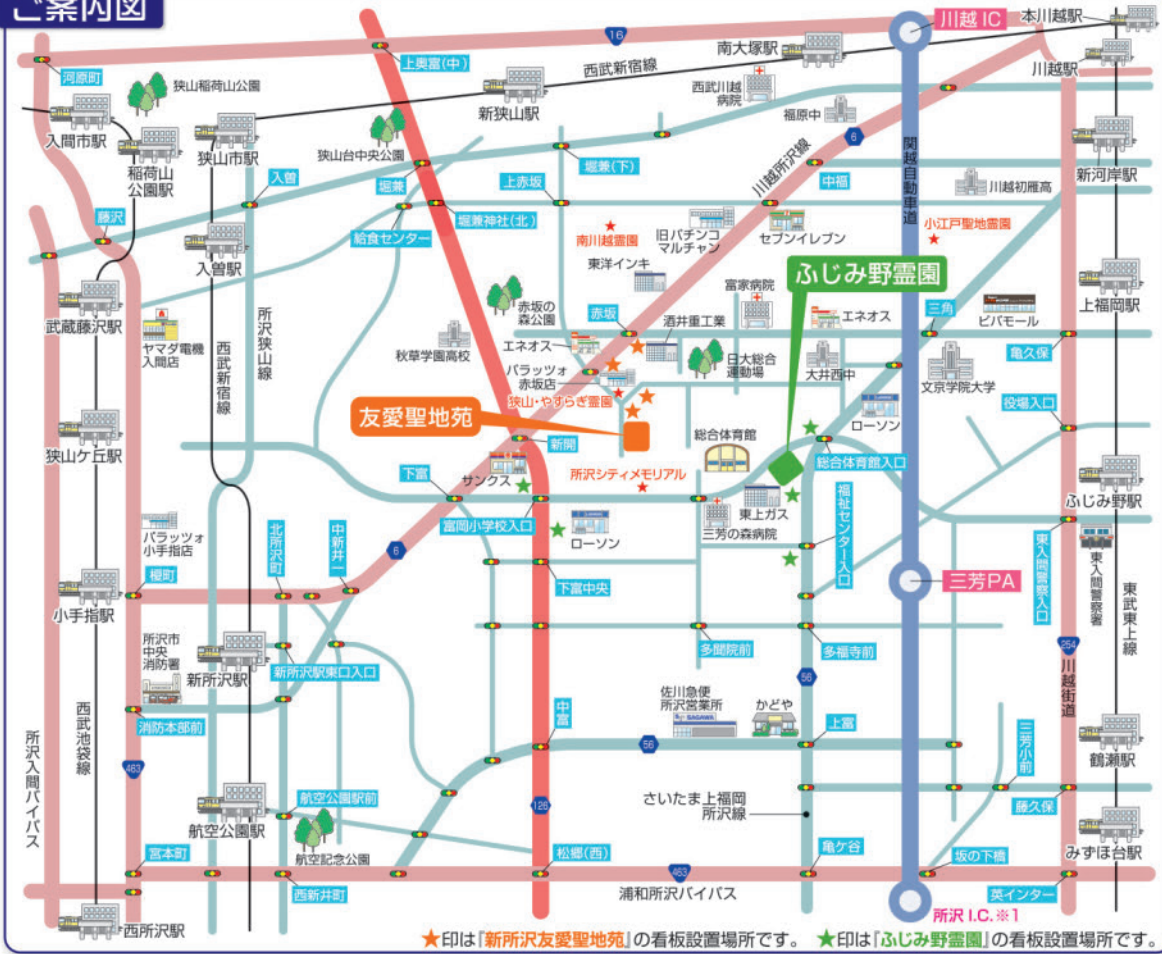 ご案内図
川越IC
本川越駅
16
南大塚駅
川越駅
河原町
上奥富(中)
西武新宿線
狭山稲荷山公園
新狭山駅
西武川越
病院
福原中
6
入間市駅
稲荷山
公園駅
狭山市駅
狭山台中央公園
堀兼(下)
川越所沢線
関越自動車道
新河岸駅
入曽
堀兼
上赤坂
中福
川越初雁高
藤沢
堀兼神社(北)
給食センター
南川越霊園
旧パチンコ
マルチャン
セブンイレブン
小江戸聖地霊園
入曽駅
東洋インキ
ふじみ野霊園
武蔵藤沢駅
所沢狭山線
赤坂の
森公園
富家病院
上福岡駅
ヤマダ電機
入間店
西武新宿線
秋草学園高校
赤坂
酒井重工業
エネオス
三角
ビバモール
エネオス
日大総合
運動場
大井西中
亀久保
パラッツォ
赤坂店
文京学院大学
狭山・やすらぎ霊園
ローソン
役場入口
友愛聖地苑
狭山ケ丘駅
新開
総合体育館
総合体育館入口
サンクス
下富
所沢シティメモリアル
ふじみ野駅
富岡小学校入口
東上ガス
三芳の森病院
福祉センター入口
パラッツォ
小手指店
ローソン
北所沢町
中新井一
6
東入間警察入口
東入間警察署
東武東上線
榎町
下富中央
三芳PA
小手指駅
所沢市
中央
消防署
新所沢駅
新所沢駅東口入口
多聞院前
多福寺前
254
川越街道
56
佐川急便
所沢営業所
SAGAWA
かどや
消防本部前
中富
56
上富
三芳小前
鶴瀬駅
所沢入間バイパス
西武池袋線
463
航空公園駅前
126
さいたま上福岡
所沢線
藤久保
航空公園駅
航空記念公園
みずほ台駅
宮本町
松郷(西)
亀ケ谷
坂の下橋
463
西新井町
浦和所沢バイパス
英インター
西所沢駅
所沢 I.C.※1
★印は『新所沢友愛聖地苑』の看板設置場所です。 ★印は『ふじみ野霊園』の看板設置場所です。